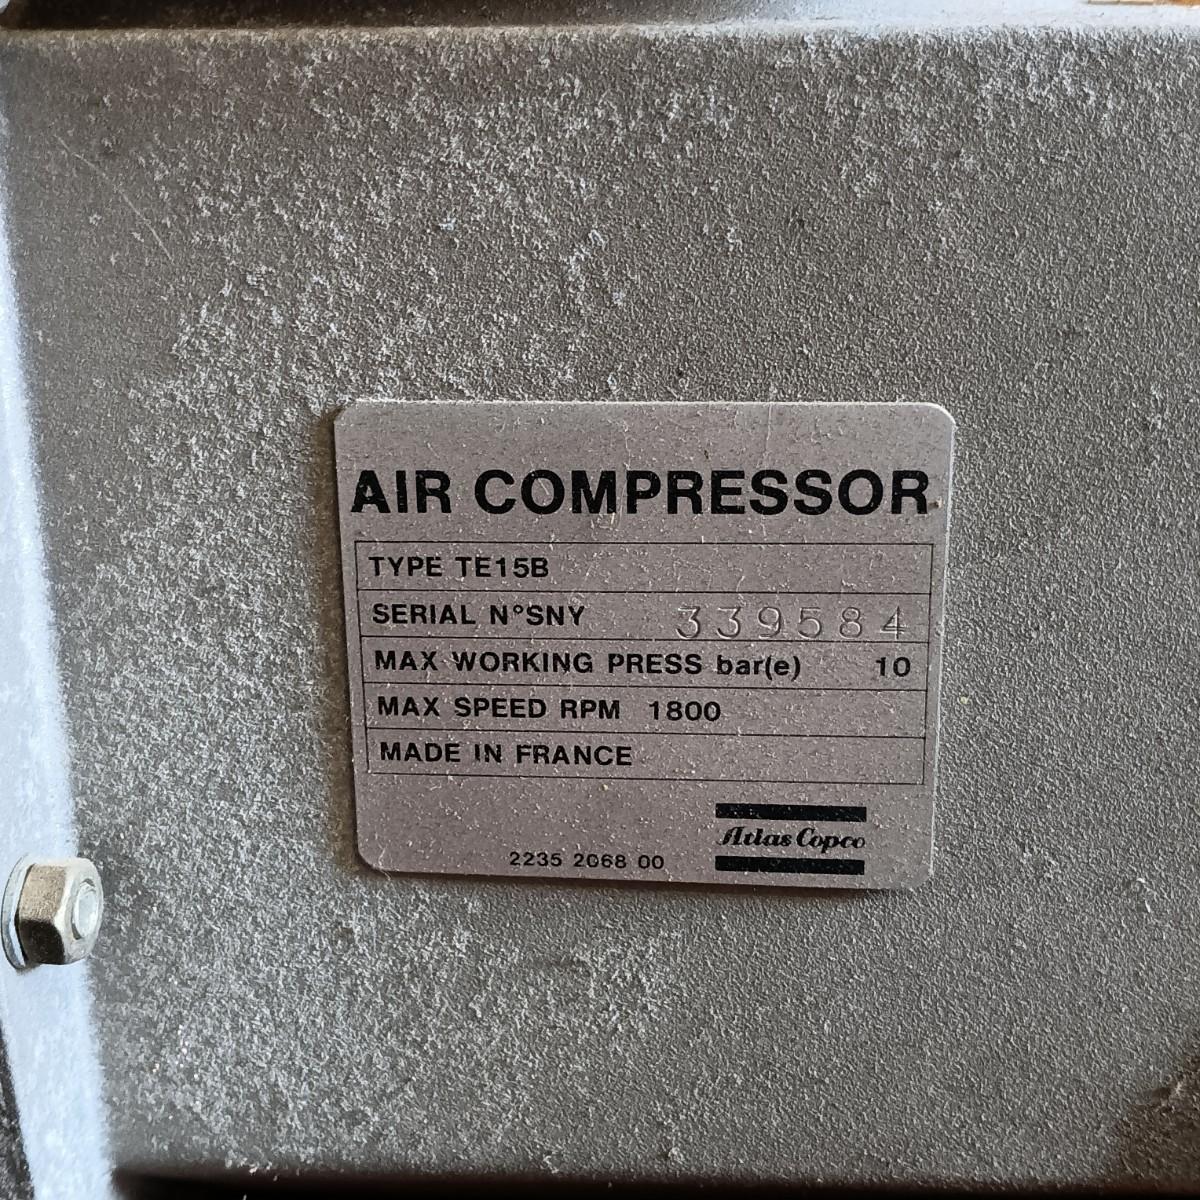 AIR COMPRESSOR
TYPE TE15B
SERIAL N°SNY 339584
MAX WORKING PRESS bar(e) 10
MAX SPEED RPM 1800
MADE IN FRANCE
Atlas Copco
2235 2068 00